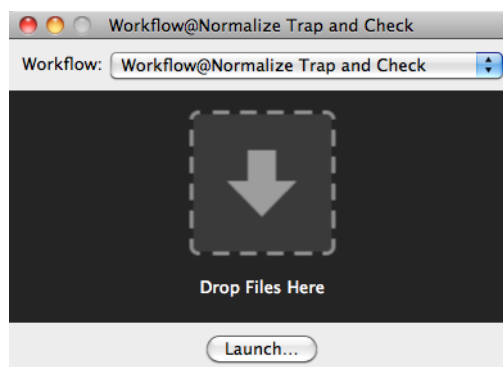 Workflow@Normalize Trap and Check
Workflow: Workflow@Normalize Trap and Check
Drop Files Here
Launch...